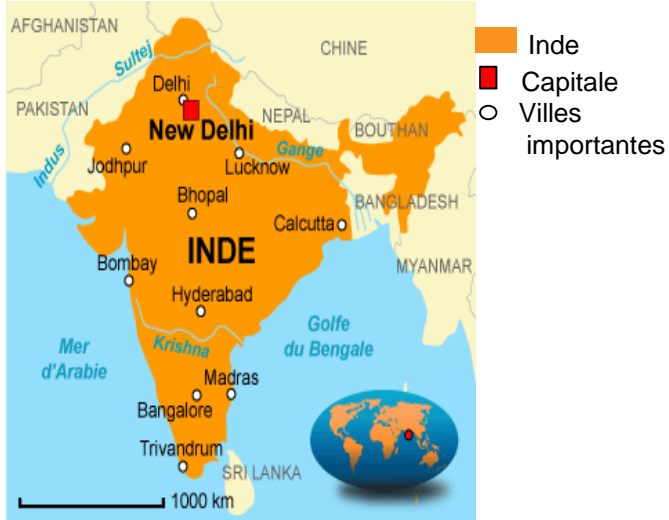 AFGHANISTAN
CHINE
Sultej
Delhi
PAKISTAN
NEPAL
New Delhi
BOUTHAN
Indus
Jodhpur
Lucknow
Gange
Bhopal
BANGLADESH
Calcutta
INDE
Bombay
MYANMAR
Hyderabad
Golfe
du Bengale
Krishna
Mer
d'Arabie
Madras
Bangalore
Trivandrum
SRI LANKA
1000 km
Inde
Capitale
Villes
importantes